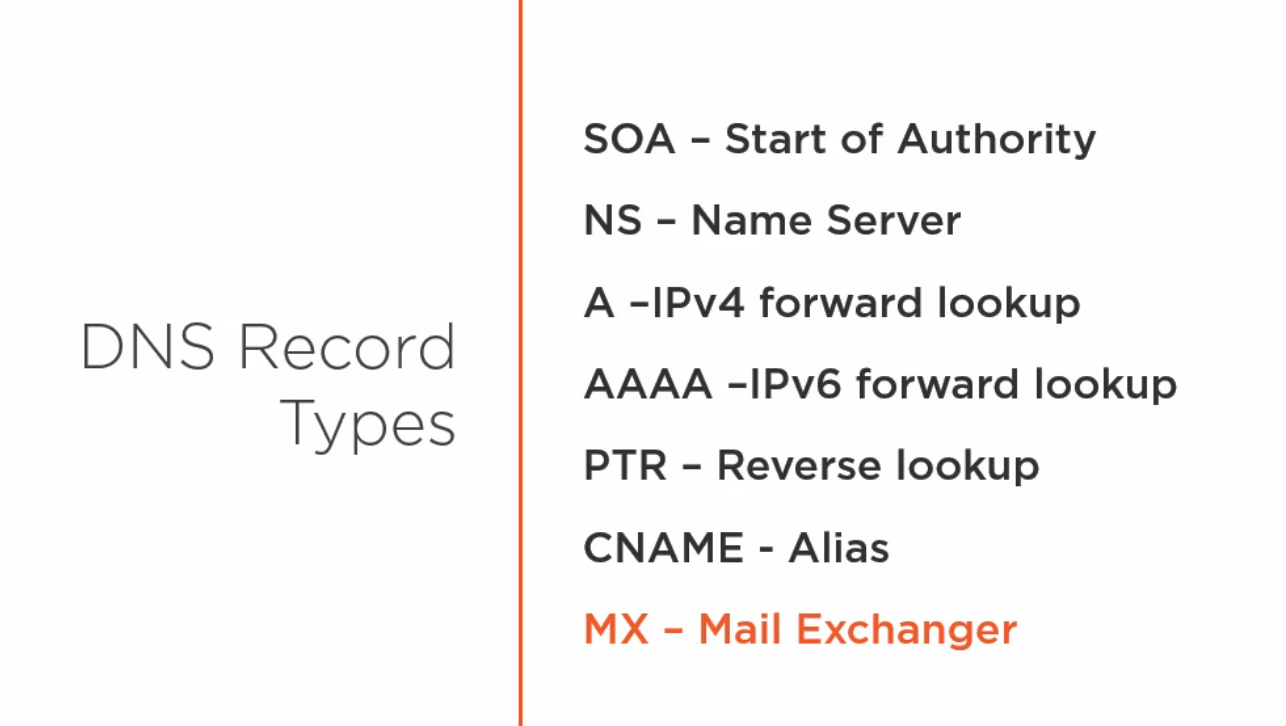 DNS Record
Types
SOA – Start of Authority
NS – Name Server
A –IPv4 forward lookup
AAAA –IPv6 forward lookup
PTR – Reverse lookup
CNAME - Alias
MX – Mail Exchanger